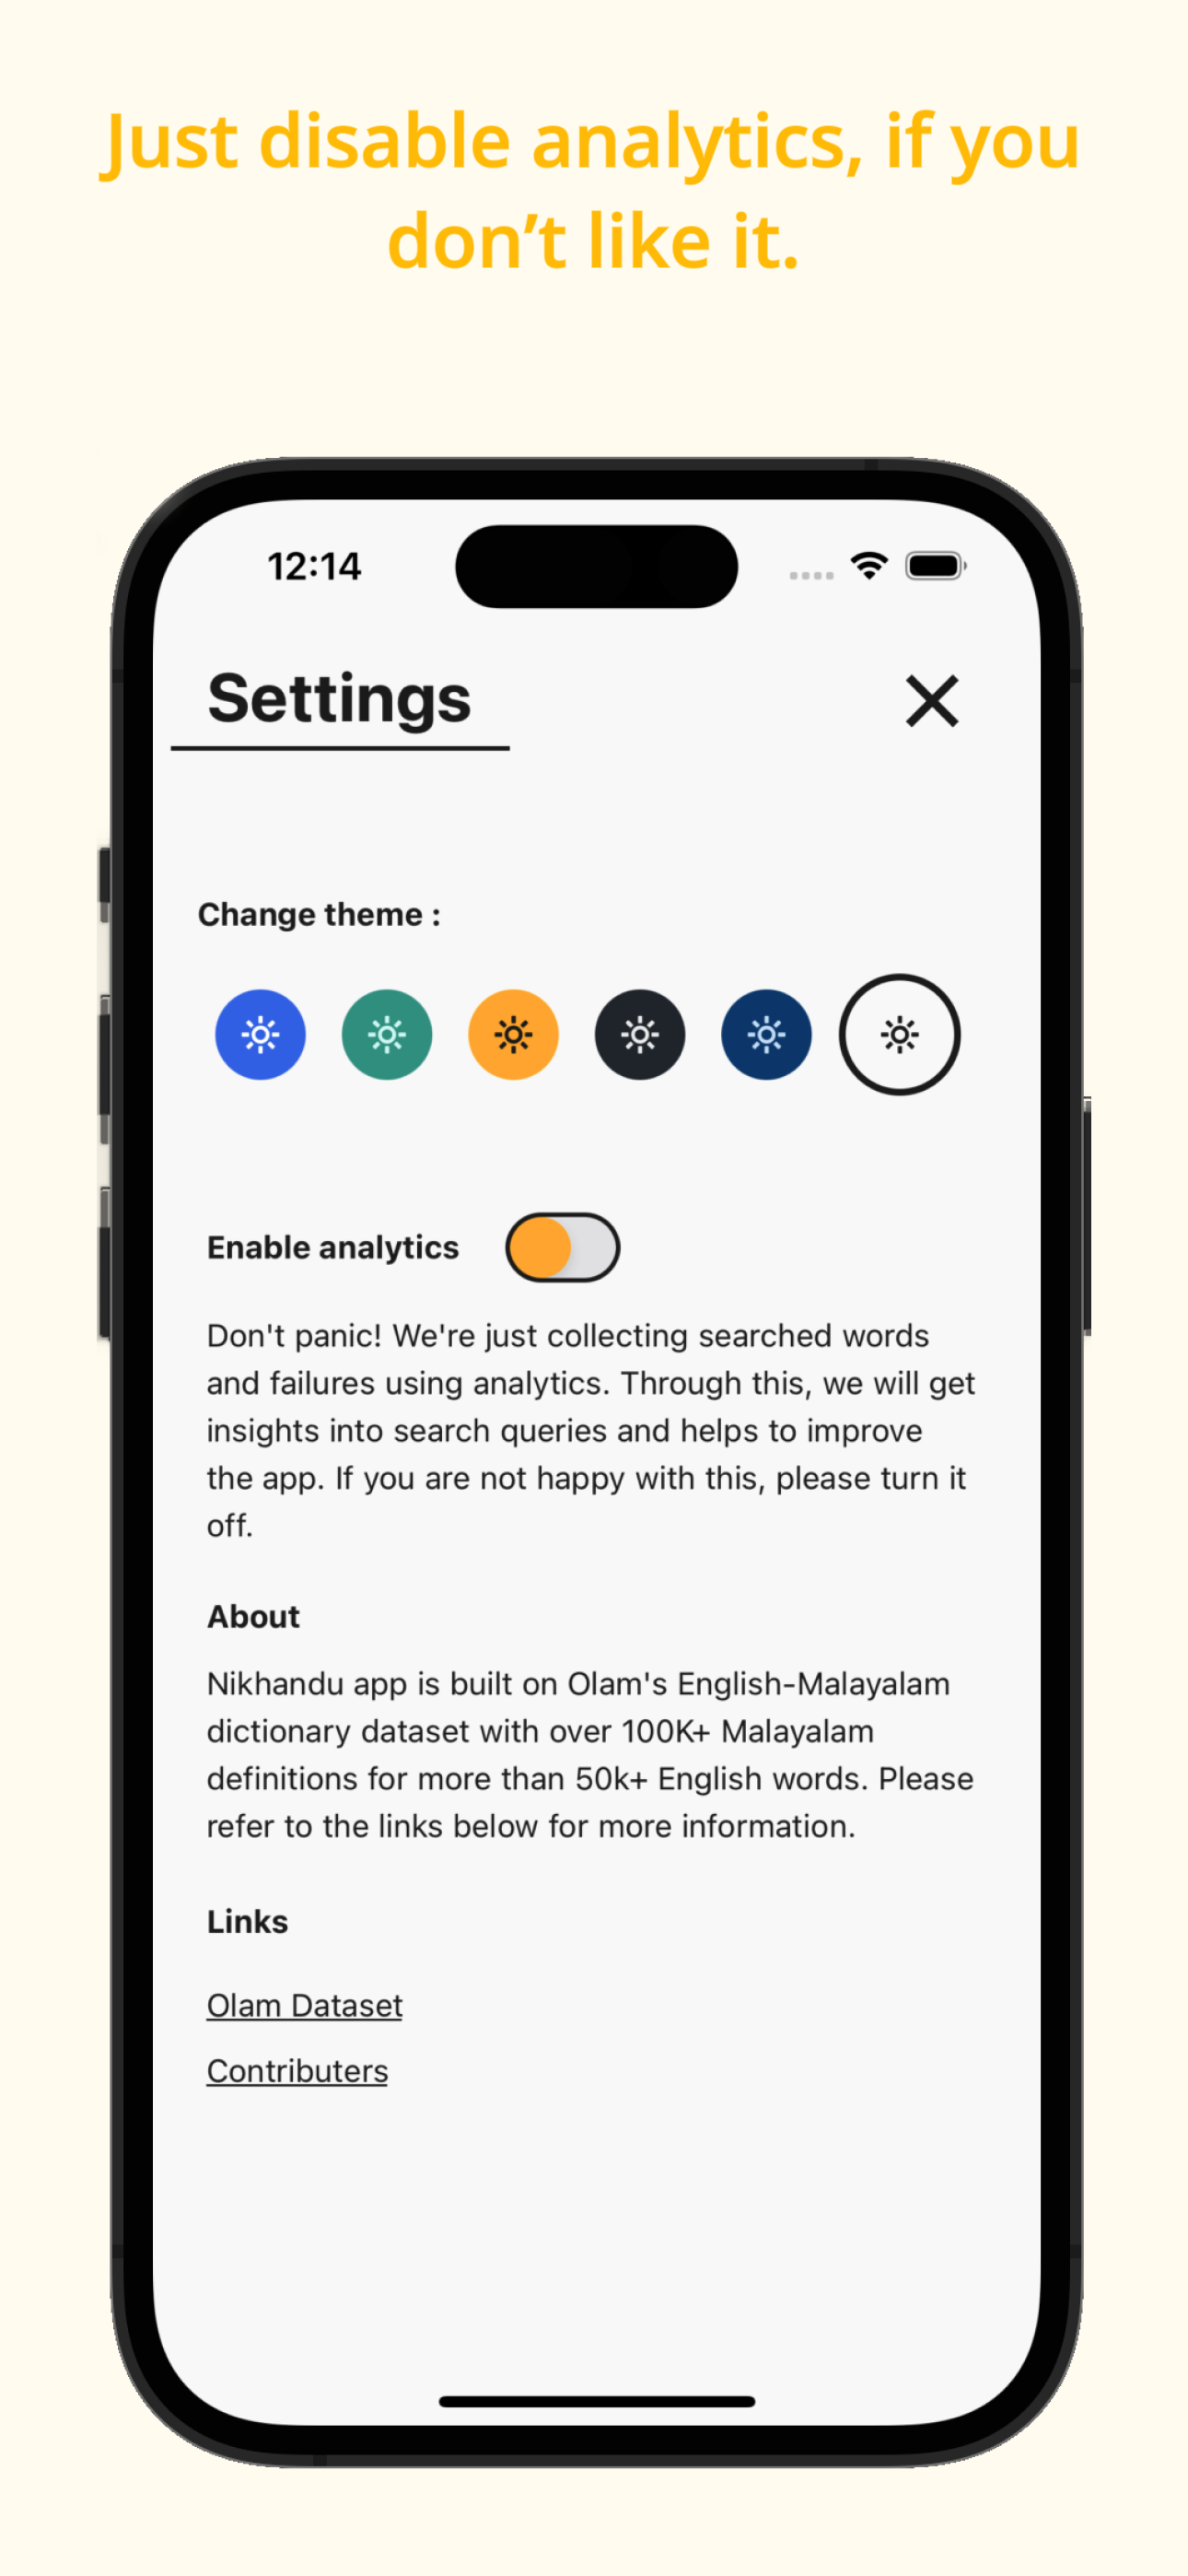 Just disable analytics, if you
don’t like it.
12:14
Settings
Change theme :
Enable analytics
Don't panic! We're just collecting searched words
and failures using analytics. Through this, we will get
insights into search queries and helps to improve
the app. If you are not happy with this, please turn it
off.
About
Nikhandu app is built on Olam's English-Malayalam
dictionary dataset with over 100K+ Malayalam
definitions for more than 50k+ English words. Please
refer to the links below for more information.
Links
Olam Dataset
Contributers